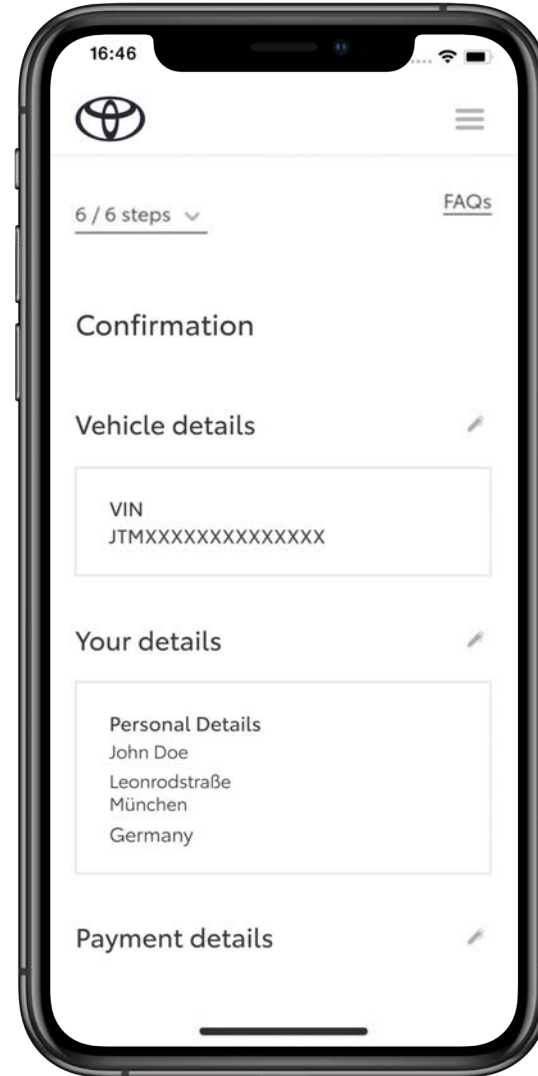 16:46
6 / 6 steps
FAQs
Confirmation
Vehicle details
VIN
JTMXXXXXXXXXXXXXX
Your details
Personal Details
John Doe
Leonrodstraße
München
Germany
Payment details